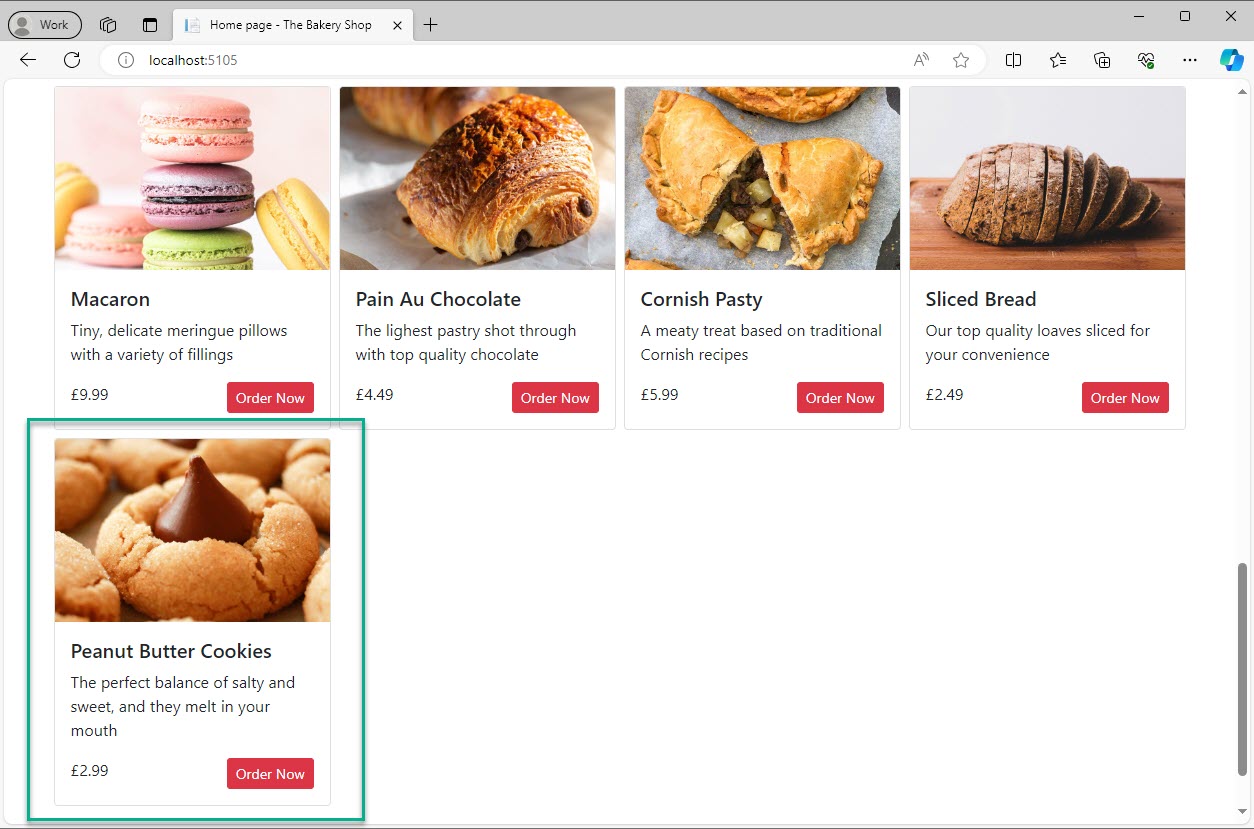 Work
Home page - The Bakery Shop
localhost:5105
Macaron
Tiny, delicate meringue pillows
with a variety of fillings
£9.99
Order Now
Pain Au Chocolate
The lighest pastry shot through
with top quality chocolate
£4.49
Order Now
Cornish Pasty
A meaty treat based on traditional
Cornish recipes
£5.99
Order Now
Sliced Bread
Our top quality loaves sliced for
your convenience
£2.49
Order Now
Peanut Butter Cookies
The perfect balance of salty and
sweet, and they melt in your
mouth
£2.99
Order Now